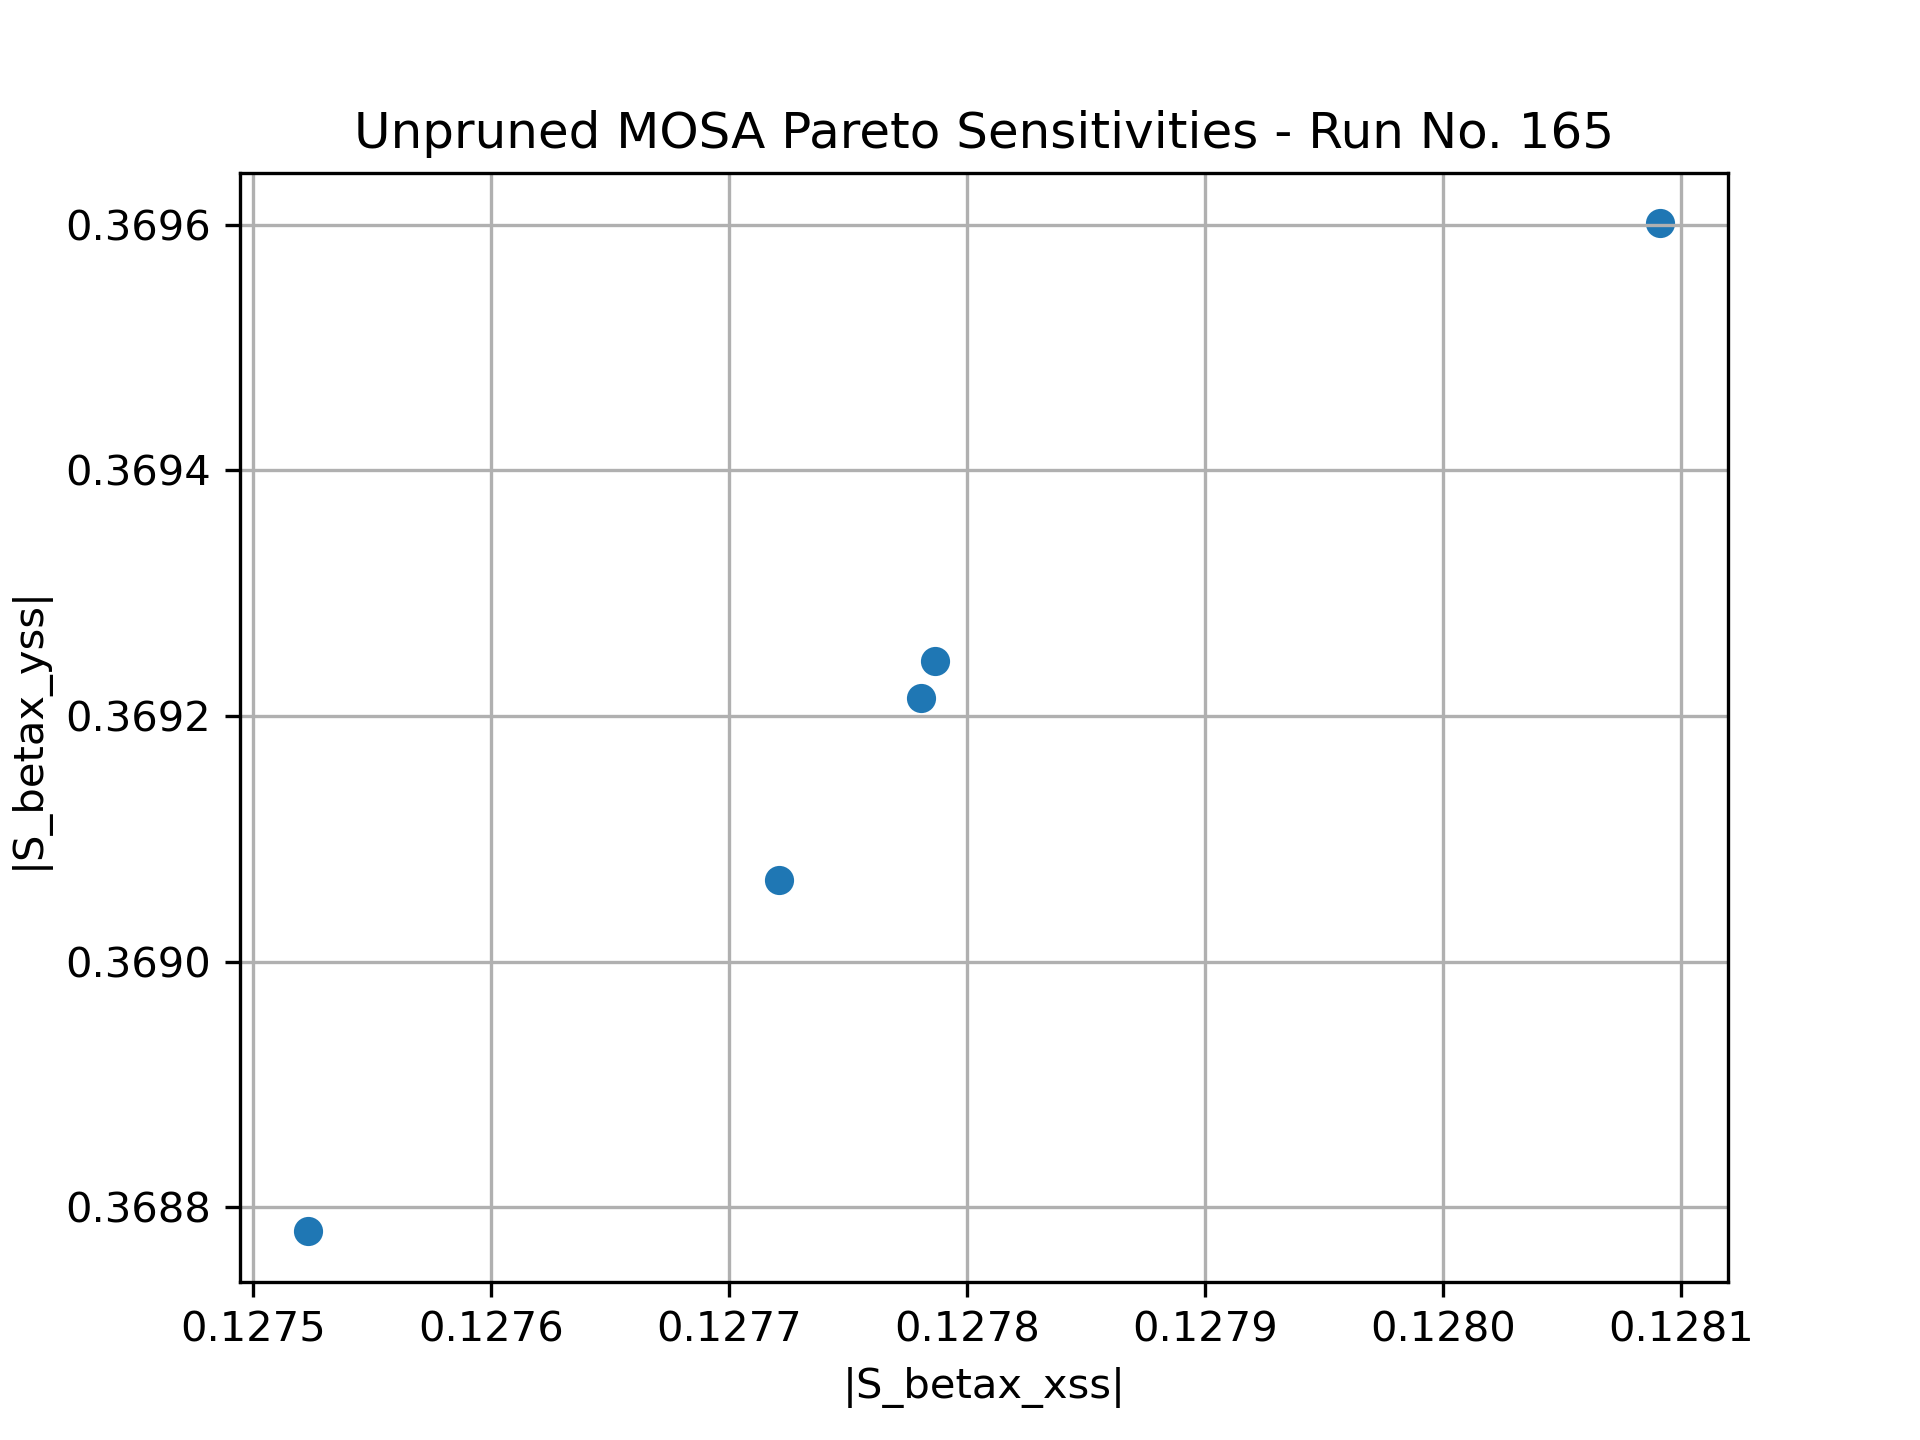 Unpruned MOSA Pareto Sensitivities - Run No. 165
0.3696
0.3694
0.3692
0.3690
0.3688
|S_betax_yss|
0.1275 0.1276 0.1277 0.1278 0.1279 0.1280 0.1281
|S_betax_xss|